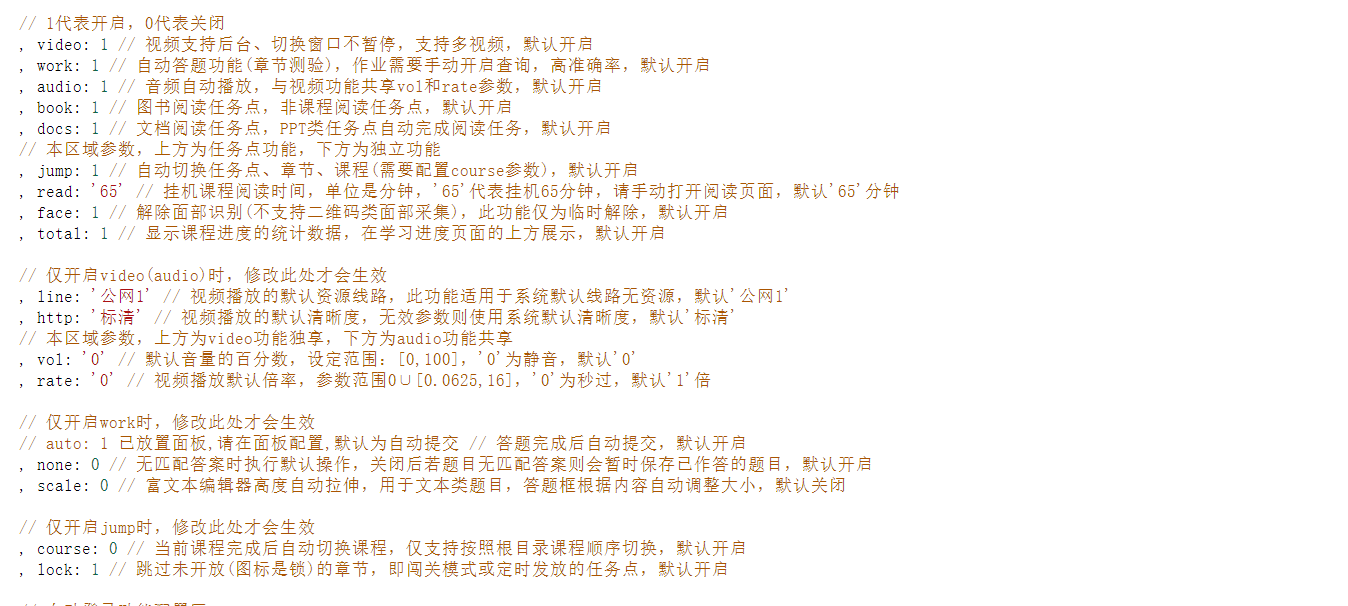 // 1代表开启，0代表关闭
, video: 1 // 视频支持后台、切换窗口不暂停，支持多视频，默认开启
, work: 1 // 自动答题功能(章节测验)，作业需要手动开启查询，高准确率，默认开启
, audio: 1 // 音频自动播放，与视频功能共享vol和rate参数，默认开启
, book: 1 // 图书阅读任务点，非课程阅读任务点，默认开启
, docs: 1 // 文档阅读任务点，PPT类任务点自动完成阅读任务，默认开启
// 本区域参数，上方为任务点功能，下方为独立功能
, jump: 1 // 自动切换任务点、章节、课程(需要配置course参数)，默认开启
, read: '65' // 挂机课程阅读时间，单位是分钟，'65'代表挂机65分钟，请手动打开阅读页面，默认'65'分钟
, face: 1 // 解除面部识别(不支持二维码类面部采集)，此功能仅为临时解除，默认开启
, total: 1 // 显示课程进度的统计数据，在学习进度页面的上方展示，默认开启
// 仅开启video(audio)时，修改此处才会生效
, line: '公网1' // 视频播放的默认资源线路，此功能适用于系统默认线路无资源，默认'公网1'
, http: '标清' // 视频播放的默认清晰度，无效参数则使用系统默认清晰度，默认'标清'
// 本区域参数，上方为video功能独享，下方为audio功能共享
, vol: '0' // 默认音量的百分数，设定范围：[0,100]，'0'为静音，默认'0'
, rate: '0' // 视频播放默认倍率，参数范围0∪[0.0625,16]，'0'为秒过，默认'1'倍
// 仅开启work时，修改此处才会生效
// auto: 1 已放置面板,请在面板配置,默认为自动提交 // 答题完成后自动提交，默认开启
, none: 0 // 无匹配答案时执行默认操作，关闭后若题目无匹配答案则会暂时保存已作答的题目，默认开启
, scale: 0 // 富文本编辑器高度自动拉伸，用于文本类题目，答题框根据内容自动调整大小，默认关闭
// 仅开启jump时，修改此处才会生效
, course: 0 // 当前课程完成后自动切换课程，仅支持按照根目录课程顺序切换，默认开启
, lock: 1 // 跳过未开放(图标是锁)的章节，即闯关模式或定时发放的任务点，默认开启